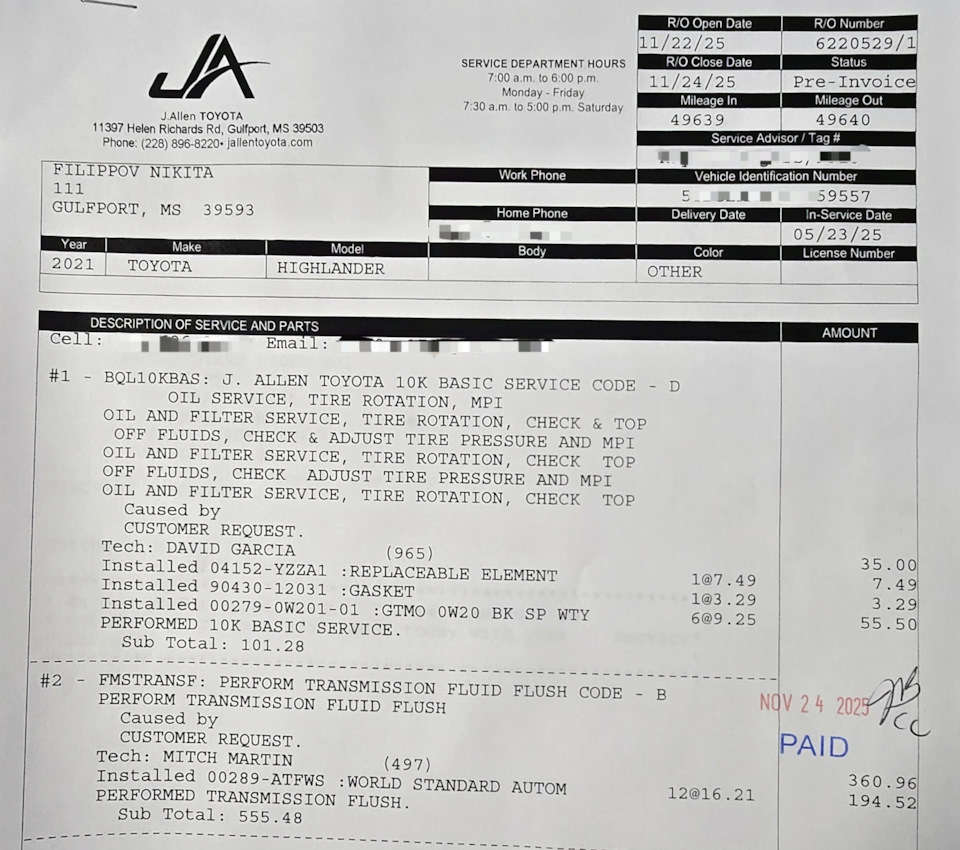 R/O Open Date R/O Number
11/22/25 6220529/1
R/O Close Date Status
11/24/25 Pre-Invoice
Mileage In Mileage Out
49639 49640
Service Advisor / Tag #
JA
J.Allen TOYOTA
11397 Helen Richards Rd, Gulfport, MS 39503
Phone: (228) 896-8220• jallentoyota.com
SERVICE DEPARTMENT HOURS
7:00 a.m. to 6:00 p.m.
Monday - Friday
7:30 a.m. to 5:00 p.m. Saturday
FILIPPOV NIKITA
111
GULFPORT, MS 39593
Work Phone
Vehicle Identification Number
5 59557
Home Phone
Delivery Date In-Service Date
05/23/25
Year Make Model Body Color License Number
2021 TOYOTA HIGHLANDER OTHER
DESCRIPTION OF SERVICE AND PARTS AMOUNT
Cell: Email:
#1 - BQL10KBAS: J. ALLEN TOYOTA 10K BASIC SERVICE CODE - D
OIL SERVICE, TIRE ROTATION, MPI
OIL AND FILTER SERVICE, TIRE ROTATION, CHECK & TOP
OFF FLUIDS, CHECK & ADJUST TIRE PRESSURE AND MPI
OIL AND FILTER SERVICE, TIRE ROTATION, CHECK TOP
OFF FLUIDS, CHECK ADJUST TIRE PRESSURE AND MPI
OIL AND FILTER SERVICE, TIRE ROTATION, CHECK TOP
Caused by
CUSTOMER REQUEST.
Tech: DAVID GARCIA (965) 35.00
Installed 04152-YZZA1 :REPLACEABLE ELEMENT 1@7.49 7.49
Installed 90430-12031 :GASKET 1@3.29 3.29
Installed 00279-0W201-01 :GTMO 0W20 BK SP WTY 6@9.25 55.50
PERFORMED 10K BASIC SERVICE.
Sub Total: 101.28
#2 - FMSTRANSF: PERFORM TRANSMISSION FLUID FLUSH CODE - B
PERFORM TRANSMISSION FLUID FLUSH
Caused by
CUSTOMER REQUEST.
NOV 24 2025
CC
PAID
Tech: MITCH MARTIN (497) 360.96
Installed 00289-ATFWS :WORLD STANDARD AUTOM 12@16.21 194.52
PERFORMED TRANSMISSION FLUSH.
Sub Total: 555.48